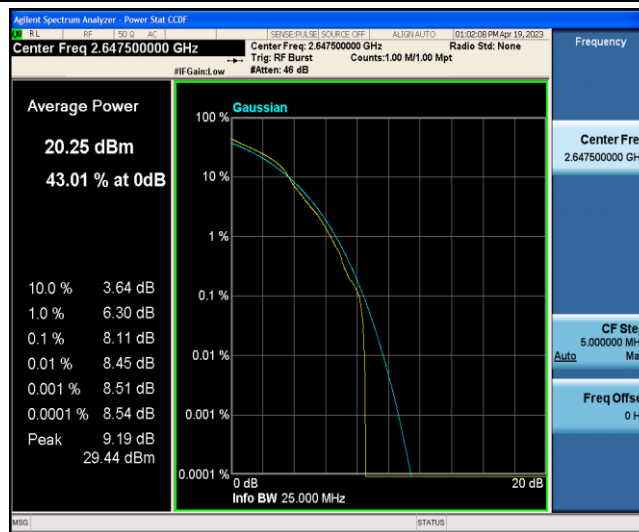 Agilent Spectrum Analyzer - Power Stat CCDF
RL RF 50 Ω AC SENSE:PULSE SOURCE OFF ALIGNAUTO 01:02:08 PM Apr 19, 2023
Center Freq 2.647500000 GHz Center Freq: 2.647500000 GHz Radio Std: None
Trig: RF Burst Counts:1.00 M/1.00 Mpt
#IFGain:Low #Atten: 46 dB
Frequency
Average Power
20.25 dBm
43.01 % at 0dB
10.0 % 3.64 dB
1.0 % 6.30 dB
0.1 % 8.11 dB
0.01 % 8.45 dB
0.001 % 8.51 dB
0.0001 % 8.54 dB
Peak 9.19 dB
29.44 dBm
Gaussian
100 %
10 %
1 %
0.1 %
0.01 %
0.001 %
0.0001 %
0 dB 20 dB
Info BW 25.000 MHz
Center Fre
2.647500000 GH
CF Ste
5.000000 MH
Auto Ma
Freq Offse
0 H
MSG STATUS